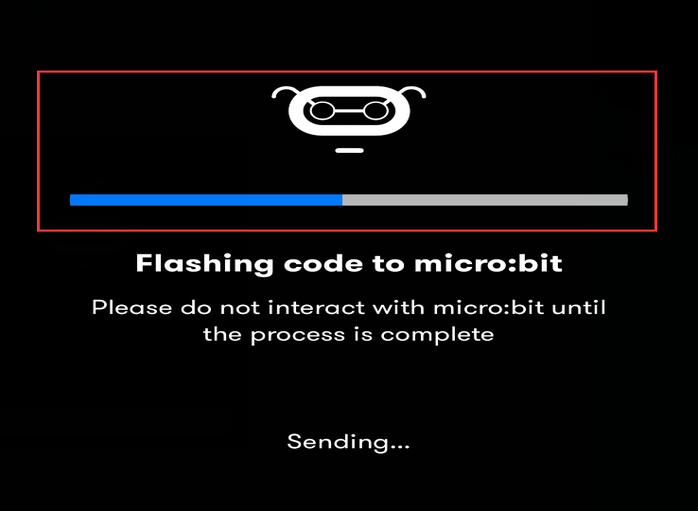 Flashing code to micro:bit
Please do not interact with micro:bit until
the process is complete
Sending...